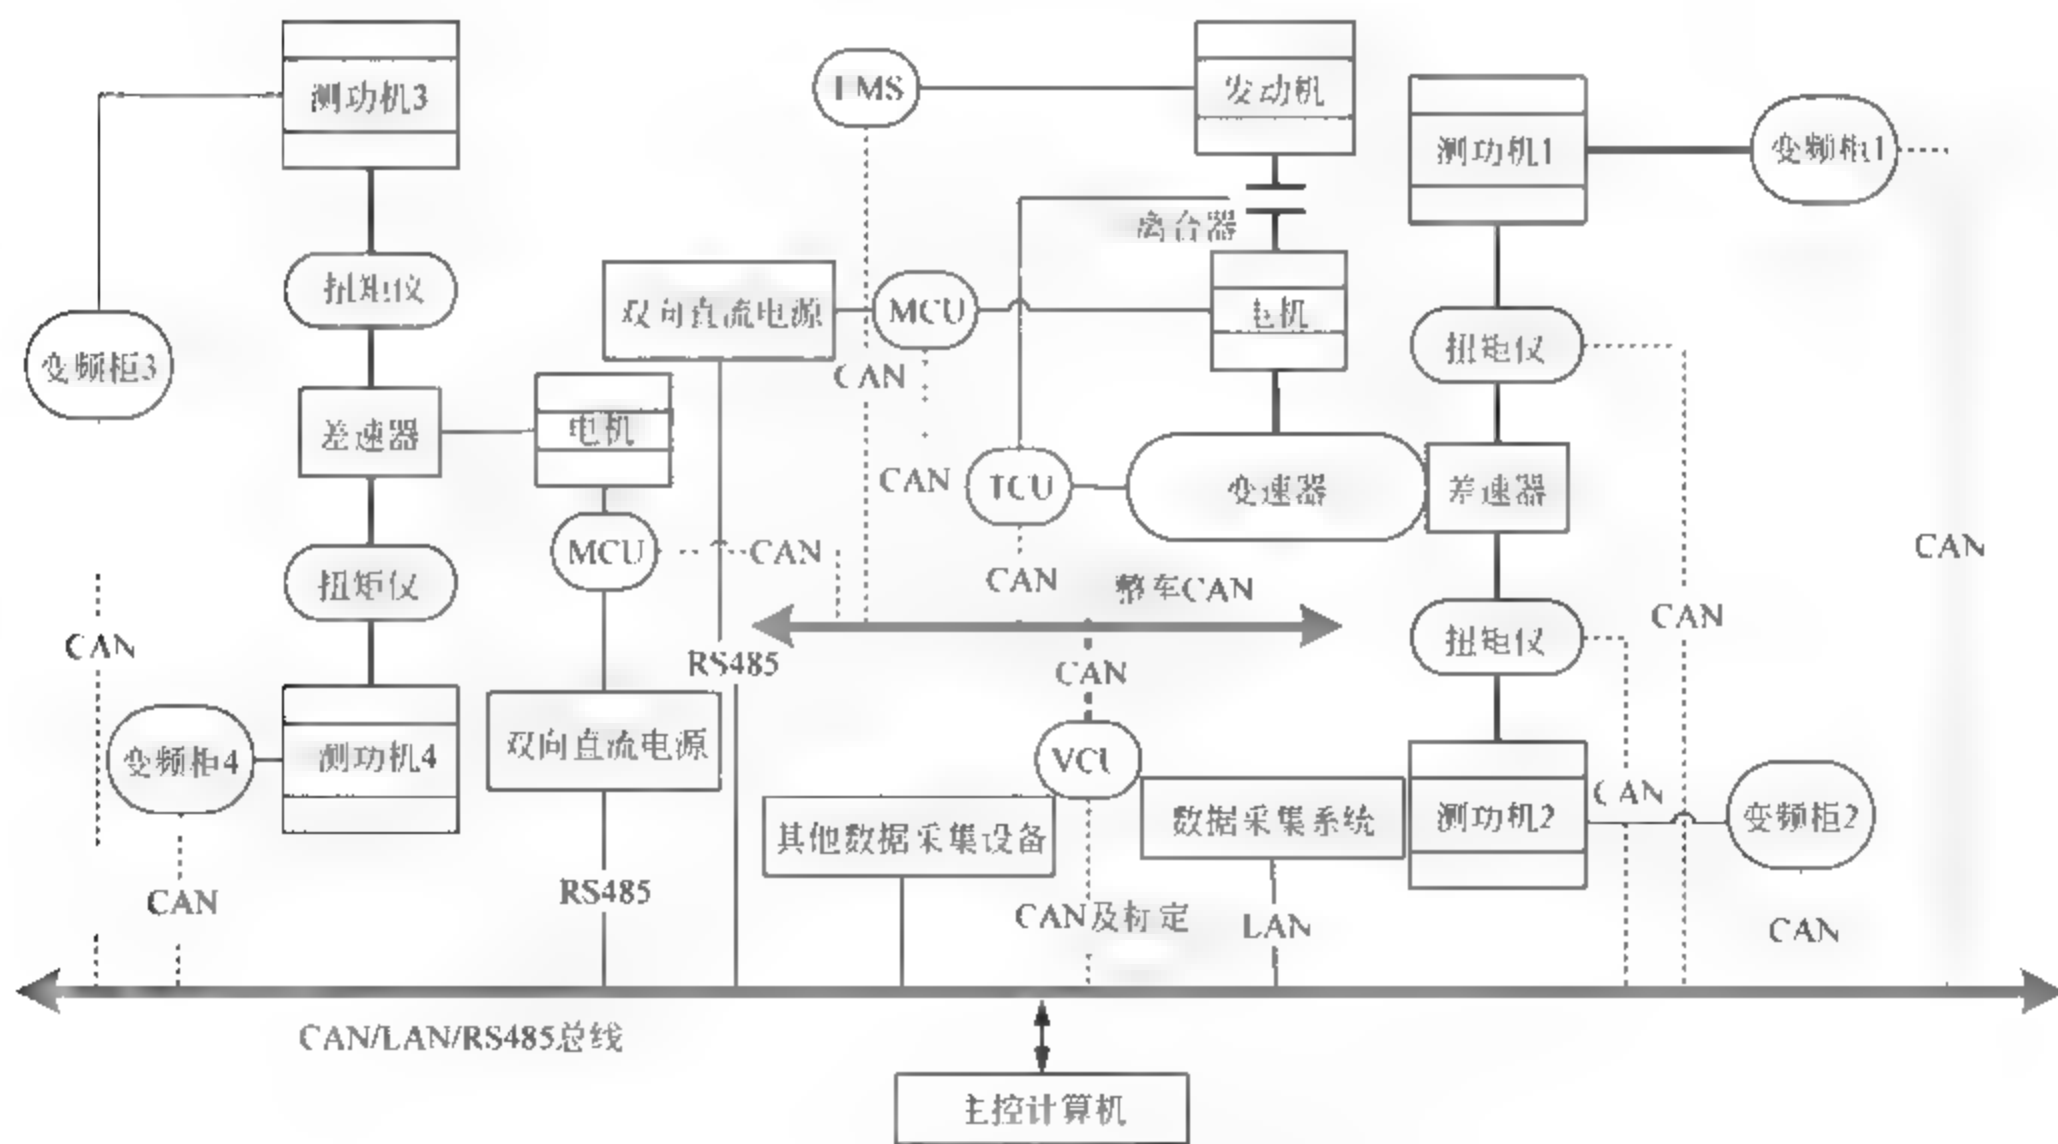 测功机3
EMS
发动机
测功机1
变频柜1
离合器
扭矩仪
双向直流电源
MCU
电机
扭矩仪
变频柜3
CAN
差速器
电机
CAN
TCU
变速器
差速器
CAN
MCU
CAN
扭矩仪
CAN
整车CAN
CAN
扭矩仪
CAN
RS485
CAN
变频柜4
测功机4
双向直流电源
VCU
CAN
其他数据采集设备
数据采集系统
测功机2
变频柜2
CAN
RS485
CAN及标定
LAN
CAN
CAN/LAN/RS485总线
主控计算机